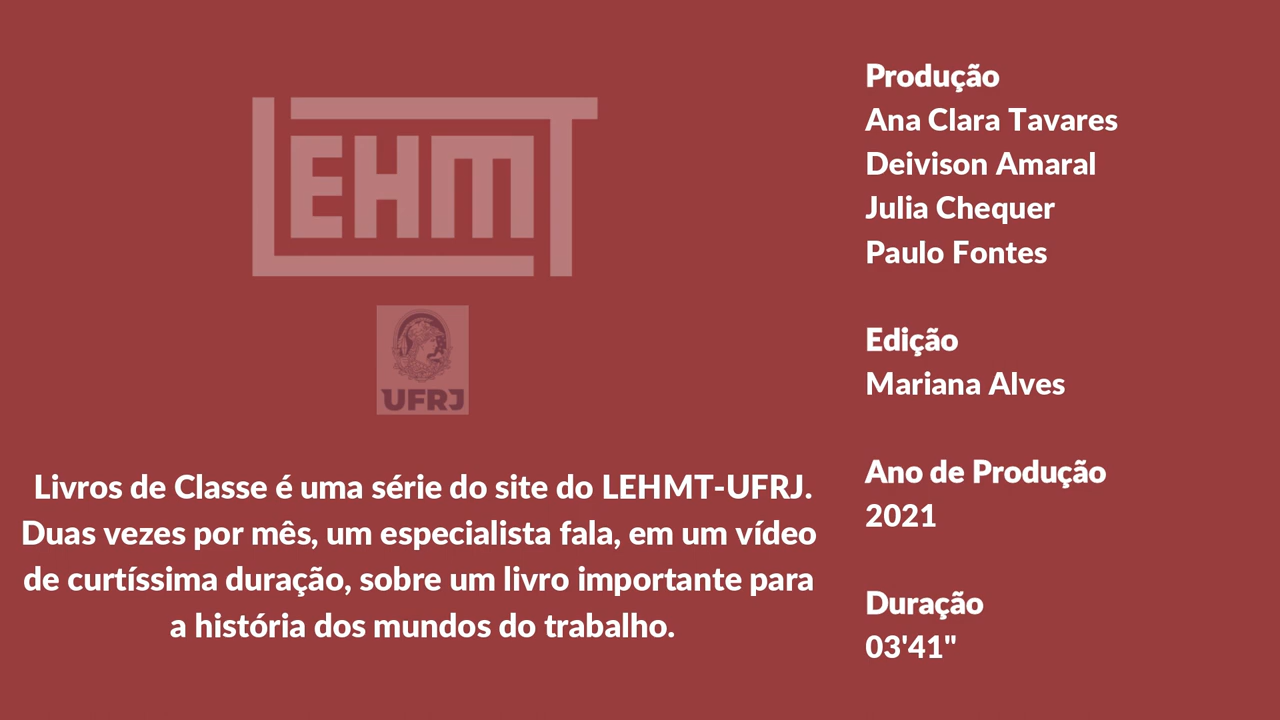 LEHMT
UFRJ
Livros de Classe é uma série do site do LEHMT-UFRJ.
Duas vezes por mês, um especialista fala, em um vídeo
de curtíssima duração, sobre um livro importante para
a história dos mundos do trabalho.
Produção
Ana Clara Tavares
Deivison Amaral
Julia Chequer
Paulo Fontes
Edição
Mariana Alves
Ano de Produção
2021
Duração
03'41"